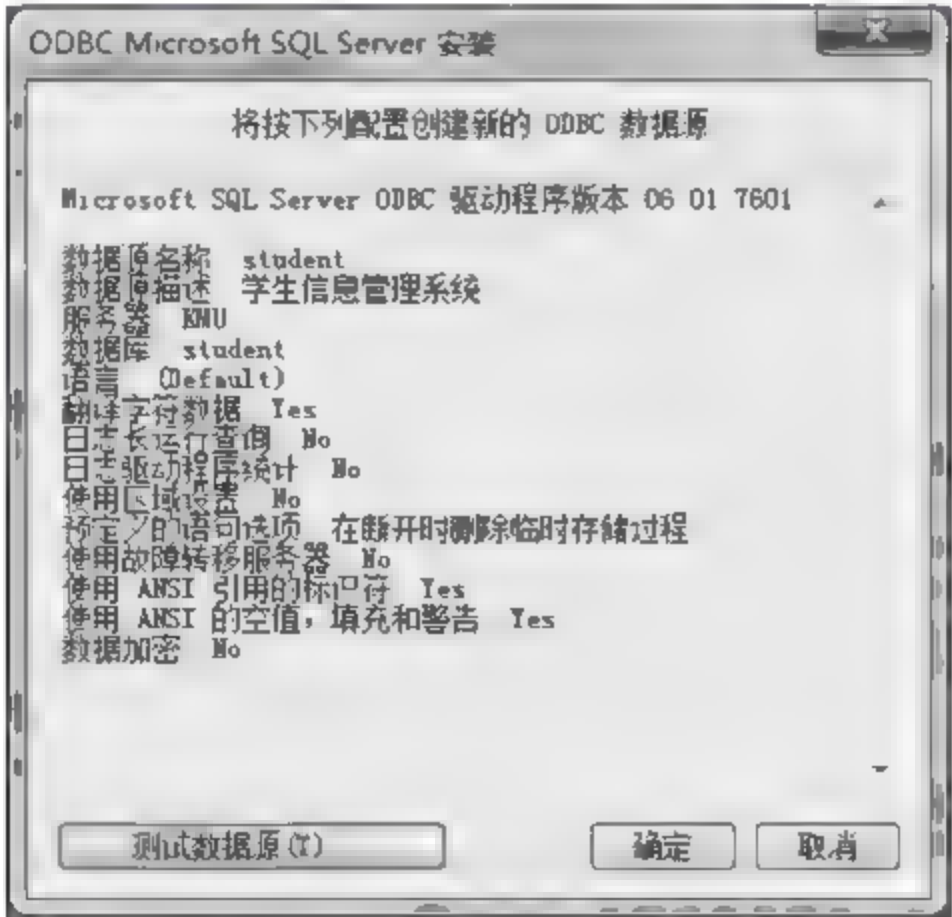 ODBC Microsoft SQL Server 安装
将按下列配置创建新的 ODBC 数据源
Microsoft SQL Server ODBC 驱动程序版本 06 01 7601
数据源名称 student
数据源描述 学生信息管理系统
服务器 KNU
数据库 student
语言 (Default)
翻译字符数据 Yes
日志长运行查询 No
日志驱动程序统计 No
使用区域设置 No
预定义的语句选项 在断开时删除临时存储过程
使用故障转移服务器 No
使用 ANSI 引用的标识符 Yes
使用 ANSI 的空值，填充和警告 Yes
数据加密 No
测试数据源(T)
确定 取消